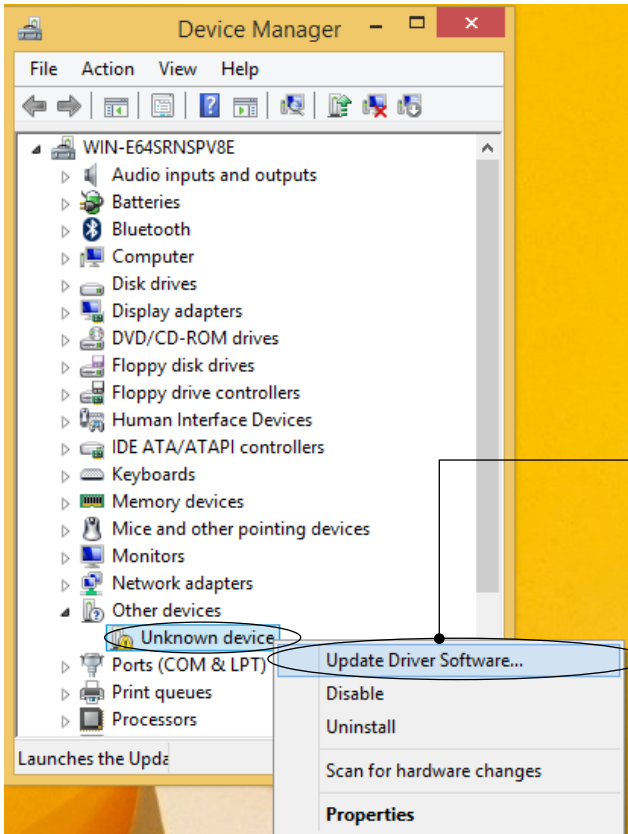 Device Manager
File Action View Help
WIN-E64SRNSPV8E
Audio inputs and outputs
Batteries
Bluetooth
Computer
Disk drives
Display adapters
DVD/CD-ROM drives
Floppy disk drives
Floppy drive controllers
Human Interface Devices
IDE ATA/ATAPI controllers
Keyboards
Memory devices
Mice and other pointing devices
Monitors
Network adapters
Other devices
Unknown device
Ports (COM & LPT)
Print queues
Processors
Launches the Upda
Update Driver Software...
Disable
Uninstall
Scan for hardware changes
Properties